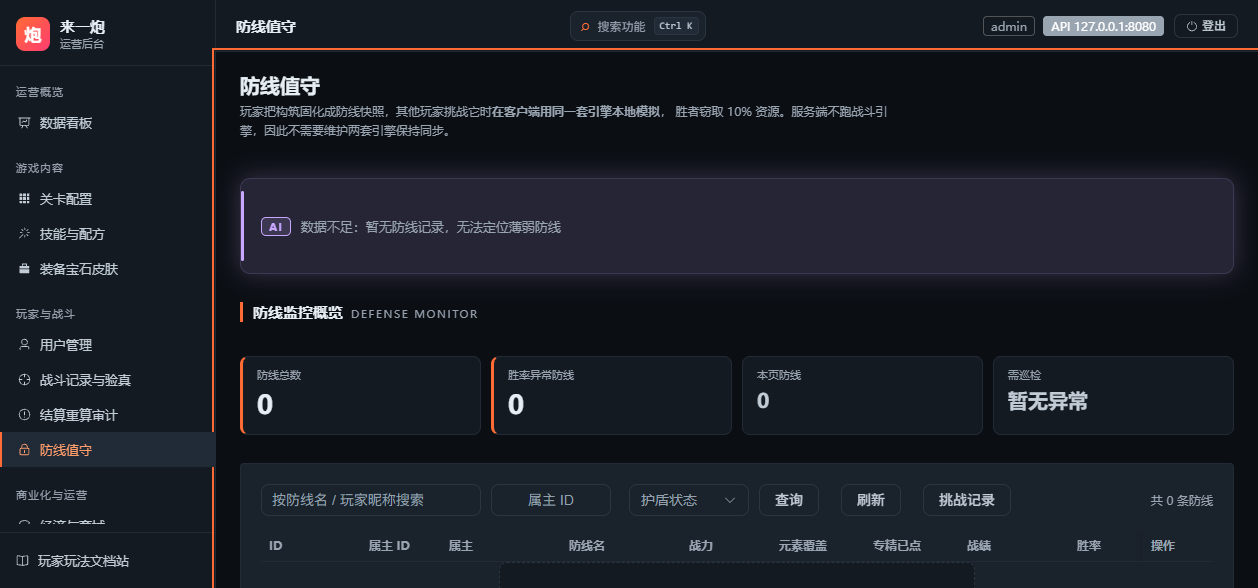 炮
来一炮
运营后台
防线值守
搜索功能 Ctrl K
admin
API 127.0.0.1:8080
登出
运营概览
数据看板
游戏内容
关卡配置
技能与配方
装备宝石皮肤
玩家与战斗
用户管理
战斗记录与验真
结算重算审计
防线值守
商业化与运营
玩家玩法文档站
防线值守
玩家把构筑固化成防线快照，其他玩家挑战它时在客户端用同一套引擎本地模拟， 胜者窃取 10% 资源。服务端不跑战斗引
擎，因此不需要维护两套引擎保持同步。
AI 数据不足：暂无防线记录，无法定位薄弱防线
防线监控概览 DEFENSE MONITOR
防线总数
0
胜率异常防线
0
本页防线
0
需巡检
暂无异常
按防线名 / 玩家昵称搜索
属主 ID
护盾状态
查询
刷新
挑战记录
共 0 条防线
ID 属主 ID 属主 防线名 战力 元素覆盖 专精已点 战绩 胜率 操作